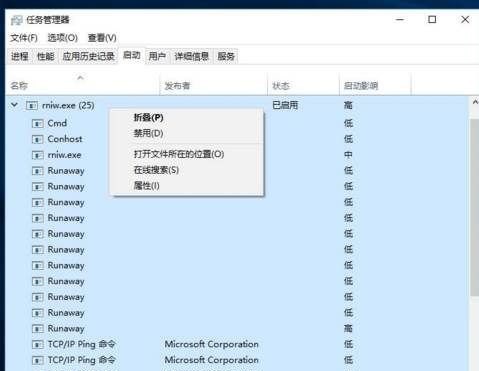 任务管理器
文件(F) 选项(O) 查看(V)
进程 性能 应用历史记录 启动 用户 详细信息 服务
名称 发布者 状态 启动影响
rniw.exe (25) 已启用 高
Cmd 低
Conhost 低
rniw.exe 中
Runaway 低
Runaway 低
Runaway 低
Runaway 低
Runaway 低
Runaway 低
Runaway 低
Runaway 低
Runaway 低
Runaway 低
Runaway 高
TCP/IP Ping 命令 Microsoft Corporation 低
TCP/IP Ping 命令 Microsoft Corporation 低
折叠(P)
禁用(D)
打开文件所在的位置(O)
在线搜索(S)
属性(I)